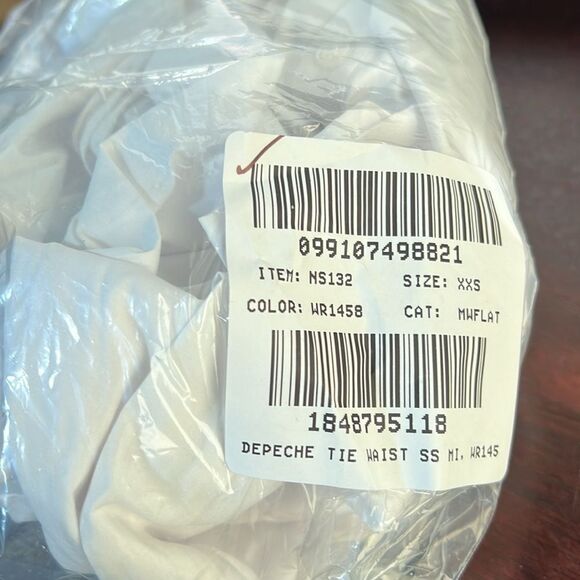 099107498821
ITEM: NS132 SIZE: XXS
COLOR: WR1458 CAT: MWFLAT
1848795118
DEPECHE TIE WAIST SS MI, WR145